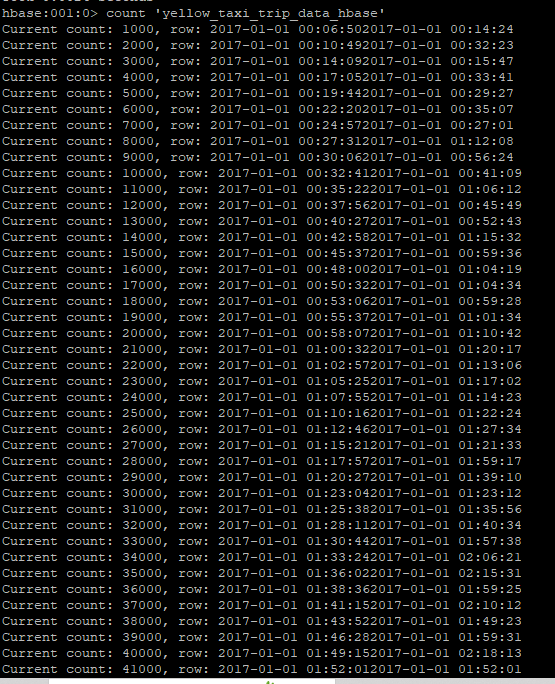 hbase:001:0> count 'yellow_taxi_trip_data_hbase'
Current count: 1000, row: 2017-01-01 00:06:502017-01-01 00:14:24
Current count: 2000, row: 2017-01-01 00:10:492017-01-01 00:32:23
Current count: 3000, row: 2017-01-01 00:14:092017-01-01 00:15:47
Current count: 4000, row: 2017-01-01 00:17:052017-01-01 00:33:41
Current count: 5000, row: 2017-01-01 00:19:442017-01-01 00:29:27
Current count: 6000, row: 2017-01-01 00:22:202017-01-01 00:35:07
Current count: 7000, row: 2017-01-01 00:24:572017-01-01 00:27:01
Current count: 8000, row: 2017-01-01 00:27:312017-01-01 01:12:08
Current count: 9000, row: 2017-01-01 00:30:062017-01-01 00:56:24
Current count: 10000, row: 2017-01-01 00:32:412017-01-01 00:41:09
Current count: 11000, row: 2017-01-01 00:35:222017-01-01 01:06:12
Current count: 12000, row: 2017-01-01 00:37:562017-01-01 00:45:49
Current count: 13000, row: 2017-01-01 00:40:272017-01-01 00:52:43
Current count: 14000, row: 2017-01-01 00:42:582017-01-01 01:15:32
Current count: 15000, row: 2017-01-01 00:45:372017-01-01 00:59:36
Current count: 16000, row: 2017-01-01 00:48:002017-01-01 01:04:19
Current count: 17000, row: 2017-01-01 00:50:322017-01-01 01:04:34
Current count: 18000, row: 2017-01-01 00:53:062017-01-01 00:59:28
Current count: 19000, row: 2017-01-01 00:55:372017-01-01 01:01:34
Current count: 20000, row: 2017-01-01 00:58:072017-01-01 01:10:42
Current count: 21000, row: 2017-01-01 01:00:322017-01-01 01:20:17
Current count: 22000, row: 2017-01-01 01:02:572017-01-01 01:13:06
Current count: 23000, row: 2017-01-01 01:05:252017-01-01 01:17:02
Current count: 24000, row: 2017-01-01 01:07:552017-01-01 01:14:23
Current count: 25000, row: 2017-01-01 01:10:162017-01-01 01:22:24
Current count: 26000, row: 2017-01-01 01:12:462017-01-01 01:27:34
Current count: 27000, row: 2017-01-01 01:15:212017-01-01 01:21:33
Current count: 28000, row: 2017-01-01 01:17:572017-01-01 01:59:17
Current count: 29000, row: 2017-01-01 01:20:272017-01-01 01:39:10
Current count: 30000, row: 2017-01-01 01:23:042017-01-01 01:23:12
Current count: 31000, row: 2017-01-01 01:25:382017-01-01 01:35:56
Current count: 32000, row: 2017-01-01 01:28:112017-01-01 01:40:34
Current count: 33000, row: 2017-01-01 01:30:442017-01-01 01:57:38
Current count: 34000, row: 2017-01-01 01:33:242017-01-01 02:06:21
Current count: 35000, row: 2017-01-01 01:36:022017-01-01 02:15:31
Current count: 36000, row: 2017-01-01 01:38:362017-01-01 01:59:25
Current count: 37000, row: 2017-01-01 01:41:152017-01-01 02:10:12
Current count: 38000, row: 2017-01-01 01:43:522017-01-01 01:49:23
Current count: 39000, row: 2017-01-01 01:46:282017-01-01 01:59:31
Current count: 40000, row: 2017-01-01 01:49:152017-01-01 02:18:13
Current count: 41000, row: 2017-01-01 01:52:012017-01-01 01:52:01